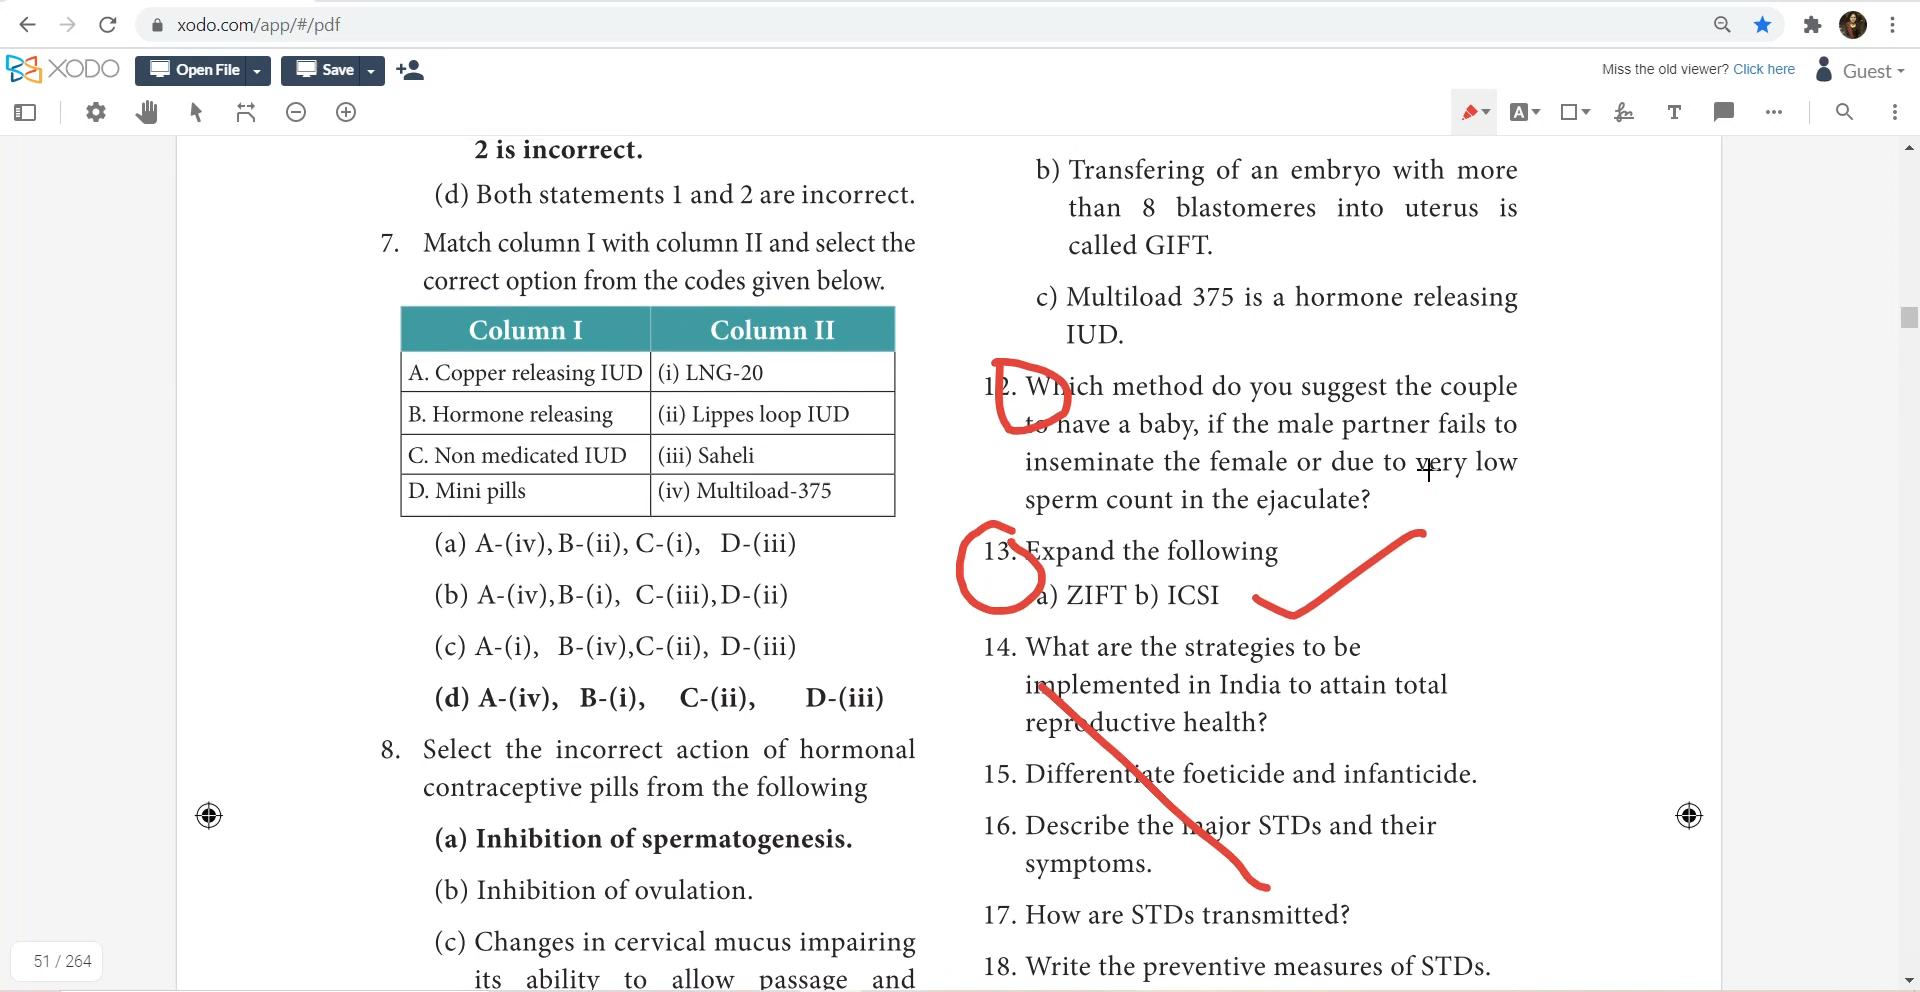 xodo.com/app/#/pdf
XODO
Open File
Save
Miss the old viewer? Click here
Guest
A
T
2 is incorrect.
(d) Both statements 1 and 2 are incorrect.
7. Match column I with column II and select the
correct option from the codes given below.
Column I Column II
A. Copper releasing IUD (i) LNG-20
B. Hormone releasing (ii) Lippes loop IUD
C. Non medicated IUD (iii) Saheli
D. Mini pills (iv) Multiload-375
(a) A-(iv), B-(ii), C-(i), D-(iii)
(b) A-(iv), B-(i), C-(iii), D-(ii)
(c) A-(i), B-(iv),C-(ii), D-(iii)
(d) A-(iv), B-(i), C-(ii), D-(iii)
8. Select the incorrect action of hormonal
contraceptive pills from the following
(a) Inhibition of spermatogenesis.
(b) Inhibition of ovulation.
(c) Changes in cervical mucus impairing
its ability to allow passage and
b) Transfering of an embryo with more
than 8 blastomeres into uterus is
called GIFT.
c) Multiload 375 is a hormone releasing
IUD.
12. Which method do you suggest the couple
to have a baby, if the male partner fails to
inseminate the female or due to very low
sperm count in the ejaculate?
13. Expand the following
a) ZIFT b) ICSI
14. What are the strategies to be
implemented in India to attain total
reproductive health?
15. Differentiate foeticide and infanticide.
16. Describe the major STDs and their
symptoms.
17. How are STDs transmitted?
18. Write the preventive measures of STDs.
51 / 264